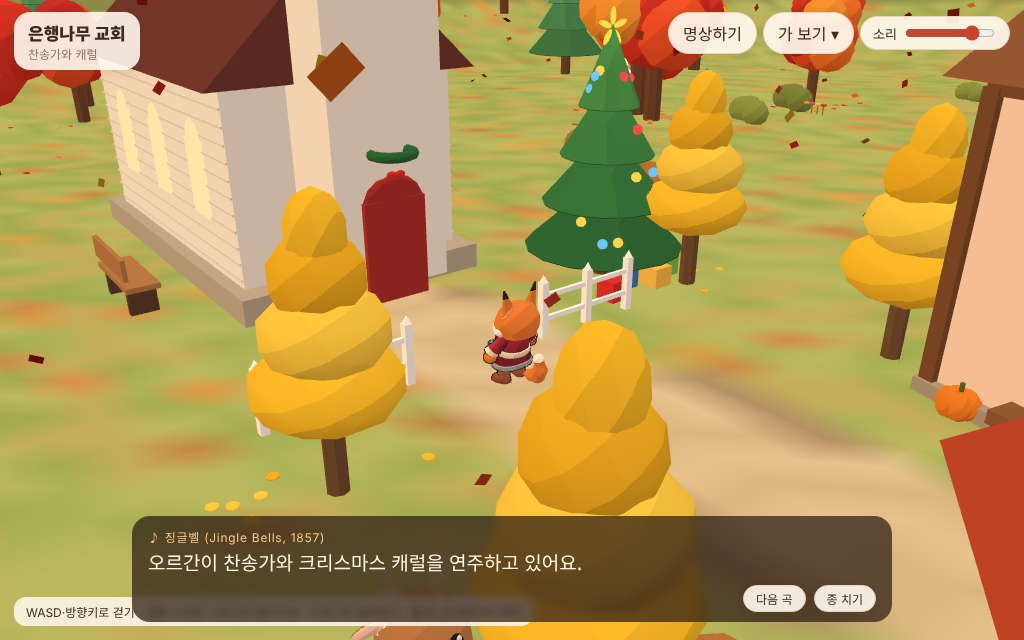 은행나무 교회
찬송가와 캐럴
명상하기
가 보기 ▾
소리
♪ 징글벨 (Jingle Bells, 1857)
오르간이 찬송가와 크리스마스 캐럴을 연주하고 있어요.
다음 곡
종 치기
WASD·방향키로 걷기